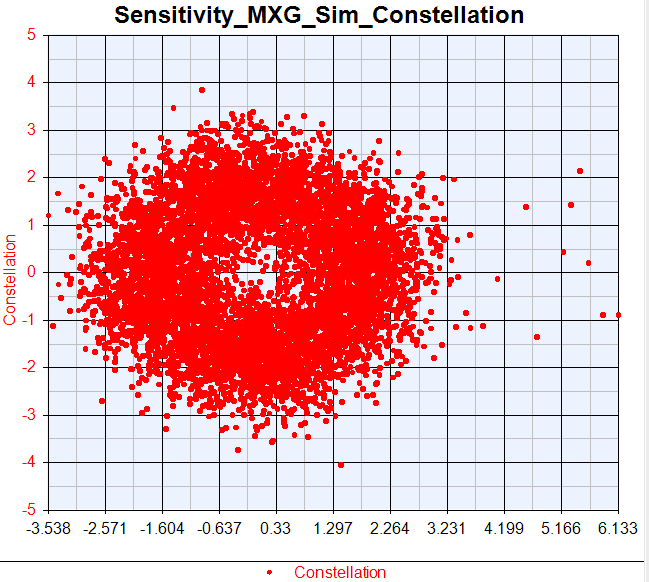 Sensitivity_MXG_Sim_Constellation
5
4
3
2
1
0
-1
-2
-3
-4
-5
Constellation
-3.538 -2.571 -1.604 -0.637 0.33 1.297 2.264 3.231 4.199 5.166 6.133
Constellation